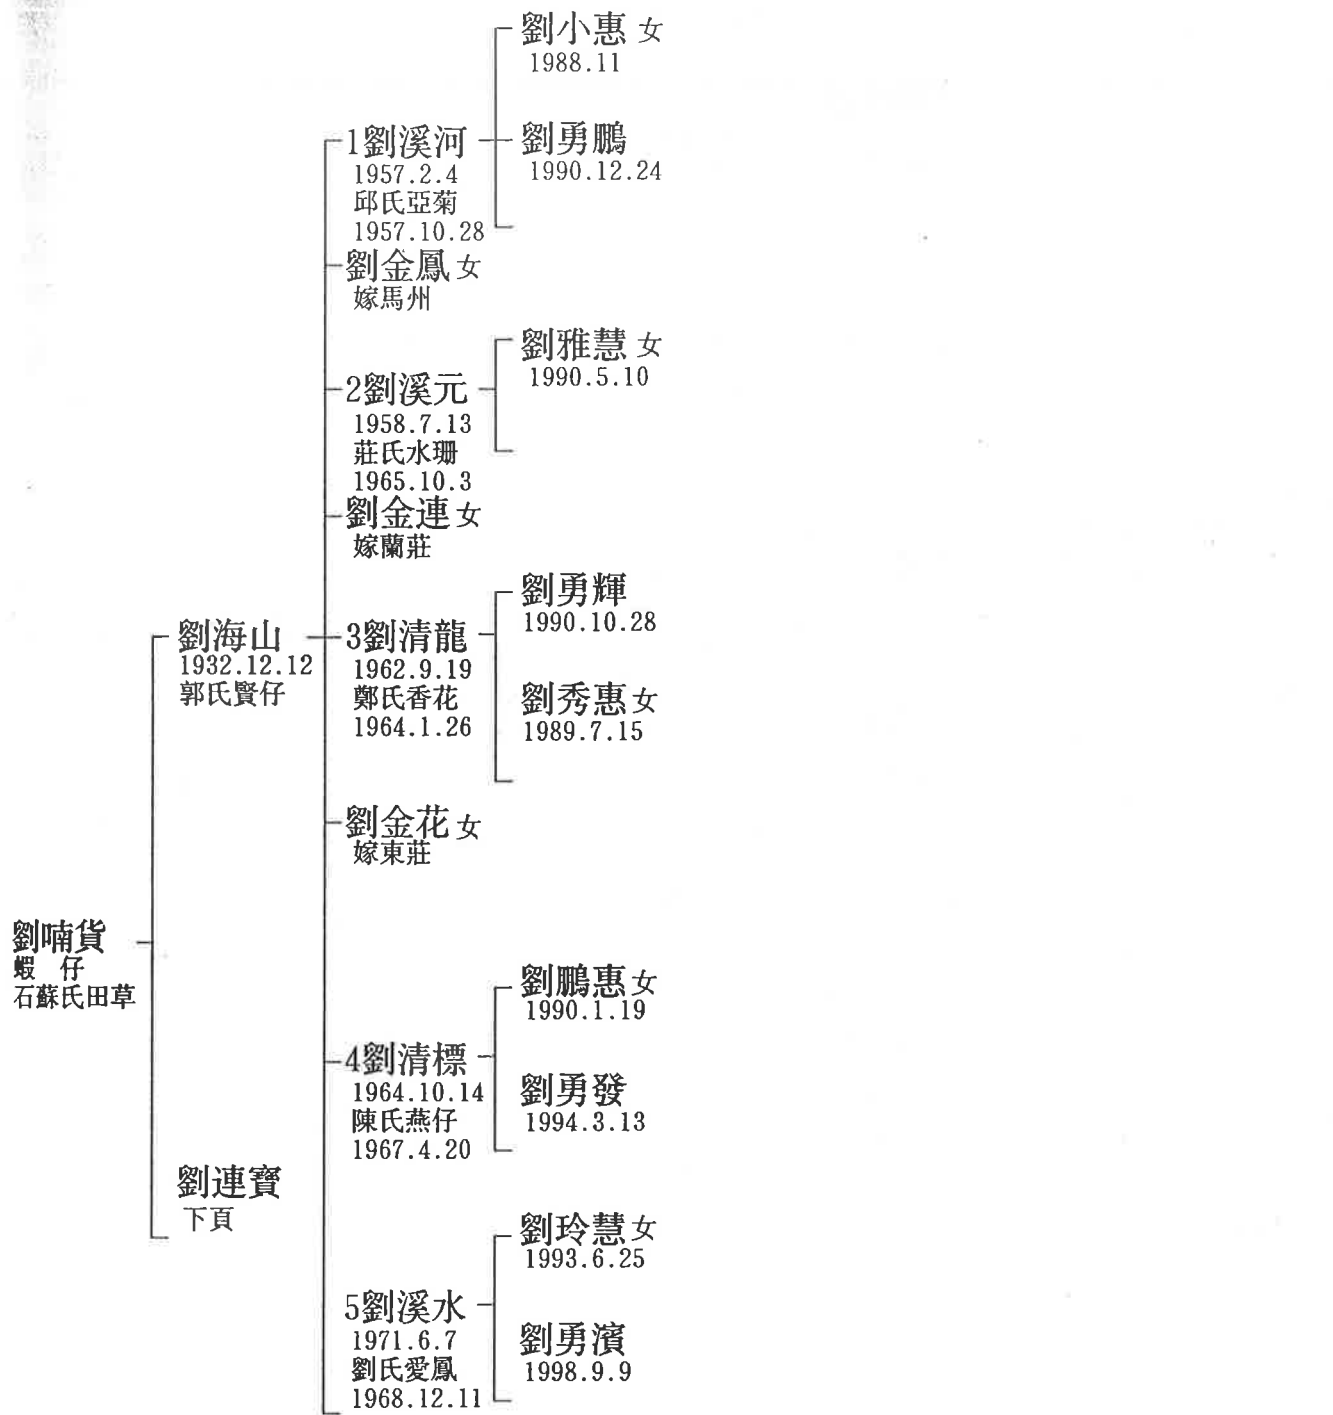 劉小惠 女
1988.11
1劉溪河
1957.2.4
邱氏亞菊
1957.10.28
劉勇鵬
1990.12.24
劉金鳳 女
嫁馬州
劉雅慧 女
1990.5.10
2劉溪元
1958.7.13
莊氏水珊
1965.10.3
劉金連 女
嫁蘭莊
劉勇輝
1990.10.28
劉海山
1932.12.12
郭氏賢仔
3劉清龍
1962.9.19
鄭氏香花
1964.1.26
劉秀惠 女
1989.7.15
劉金花 女
嫁東莊
劉喃貨
蝦 仔
石蘇氏田草
劉鵬惠 女
1990.1.19
4劉清標
1964.10.14
陳氏燕仔
1967.4.20
劉勇發
1994.3.13
劉連寶
下頁
劉玲慧 女
1993.6.25
5劉溪水
1971.6.7
劉氏愛鳳
1968.12.11
劉勇濱
1998.9.9